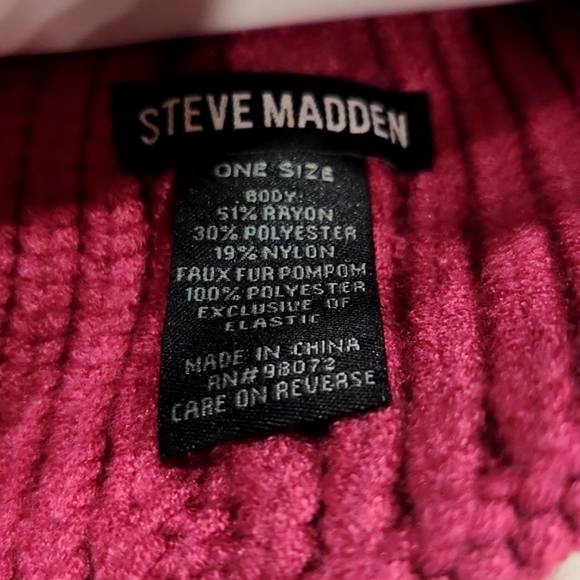 STEVE MADDEN
ONE SIZE
BODY:
51% RAYON
30% POLYESTER
19% NYLON
FAUX FUR POMPOM
100% POLYESTER
EXCLUSIVE OF
ELASTIC
MADE IN CHINA
RN# 98072
CARE ON REVERSE